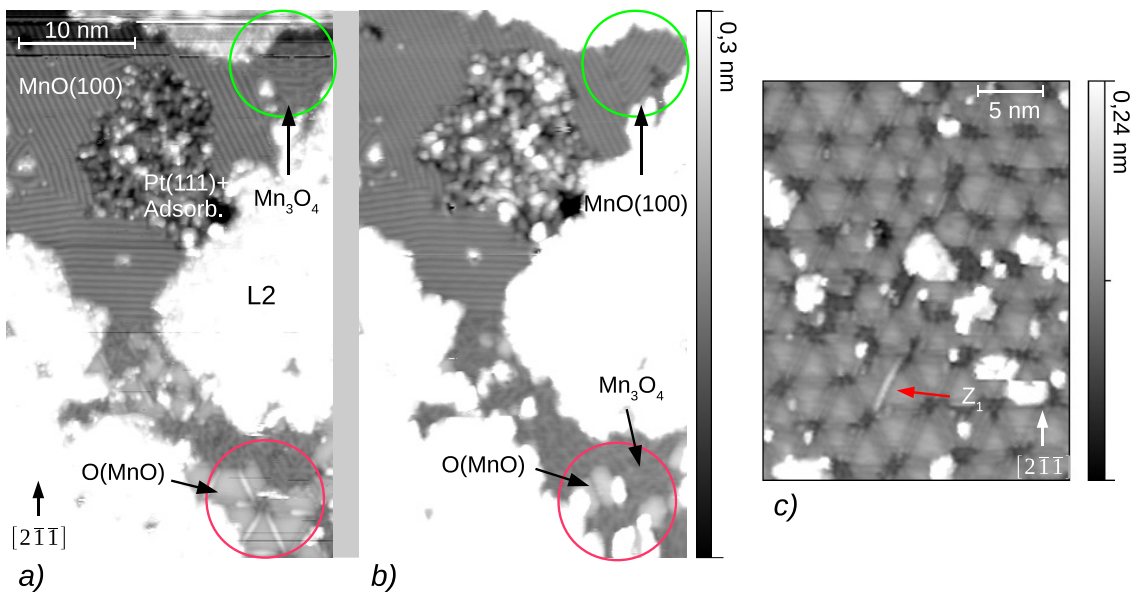 10 nm
MnO(100)
Pt(111)+
Adsorb.
Mn₃O₄
L2
O(MnO)
[2 1̅ 1̅]
a)
MnO(100)
Mn₃O₄
O(MnO)
b)
0,3 nm
5 nm
Z₁
[2 1̅ 1̅]
c)
0,24 nm